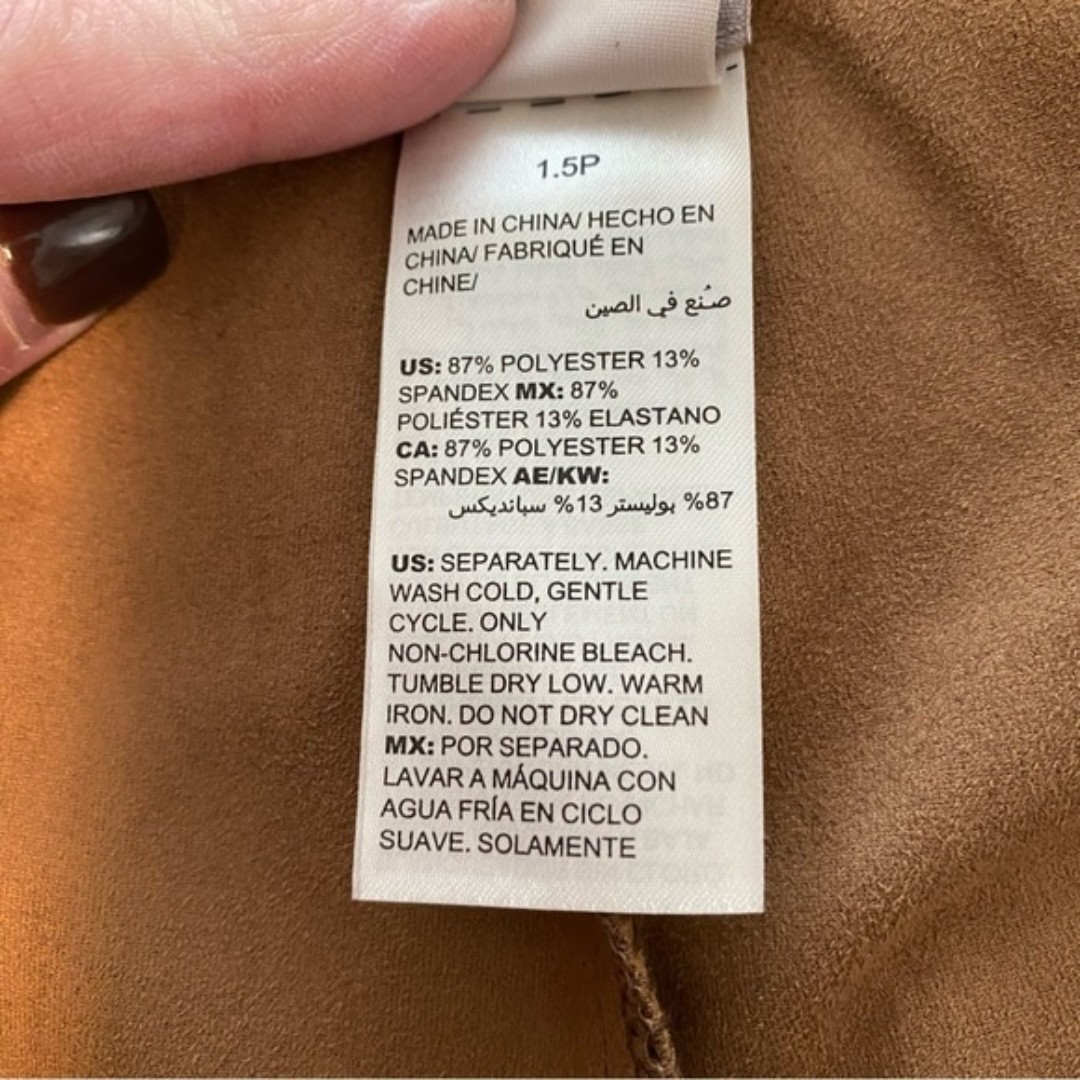 1.5P
MADE IN CHINA/ HECHO EN
CHINA/ FABRIQUÉ EN
CHINE/
صُنع في الصين
US: 87% POLYESTER 13%
SPANDEX MX: 87%
POLIÉSTER 13% ELASTANO
CA: 87% POLYESTER 13%
SPANDEX AE/KW:
87% بوليستر 13% سبانديكس
US: SEPARATELY. MACHINE
WASH COLD, GENTLE
CYCLE. ONLY
NON-CHLORINE BLEACH.
TUMBLE DRY LOW. WARM
IRON. DO NOT DRY CLEAN
MX: POR SEPARADO.
LAVAR A MÁQUINA CON
AGUA FRÍA EN CICLO
SUAVE. SOLAMENTE